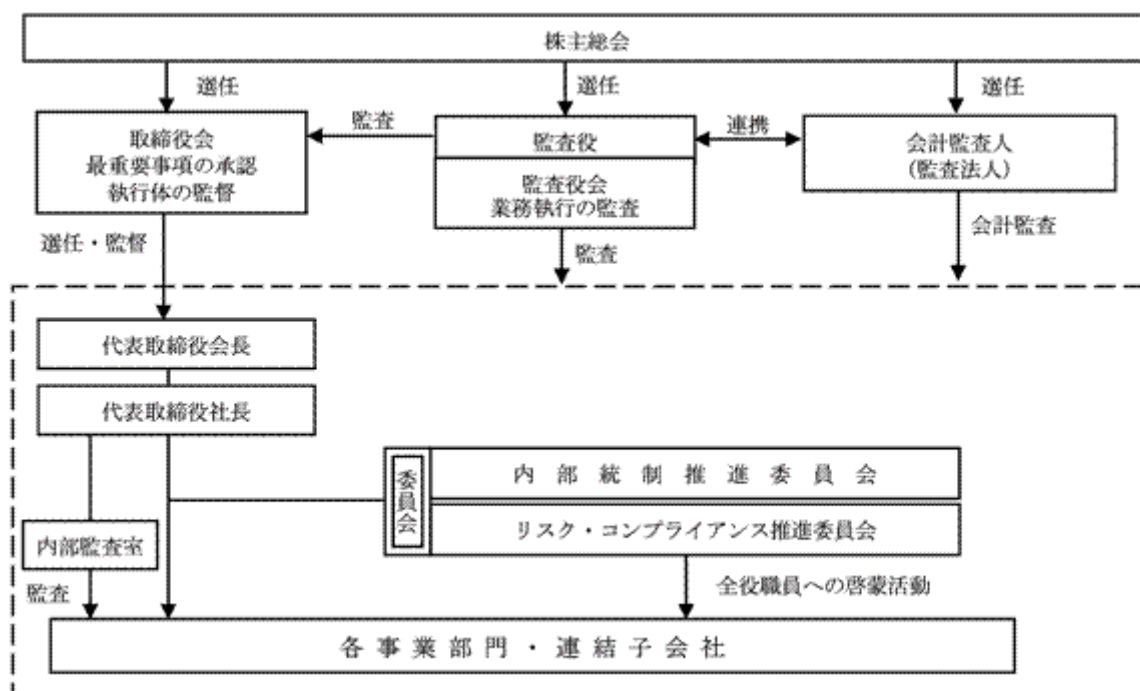 株主総会
選任
選任
選任
取締役会
最重要事項の承認
執行体の監督
監査
監査役
監査役会
業務執行の監査
連携
会計監査人
(監査法人)
選任・監督
監査
会計監査
代表取締役会長
代表取締役社長
委員会
内部統制推進委員会
リスク・コンプライアンス推進委員会
内部監査室
監査
全役職員への啓蒙活動
各事業部門・連結子会社